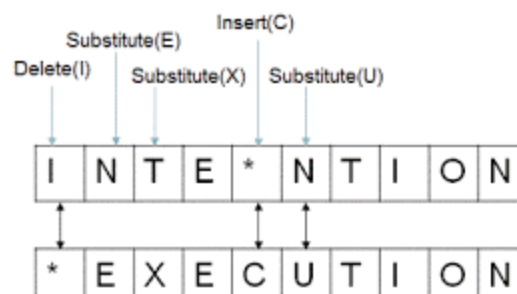 Insert(C)
Substitute(E)
Delete(I)
Substitute(X)
Substitute(U)
I N T E * N T I O N
* E X E C U T I O N